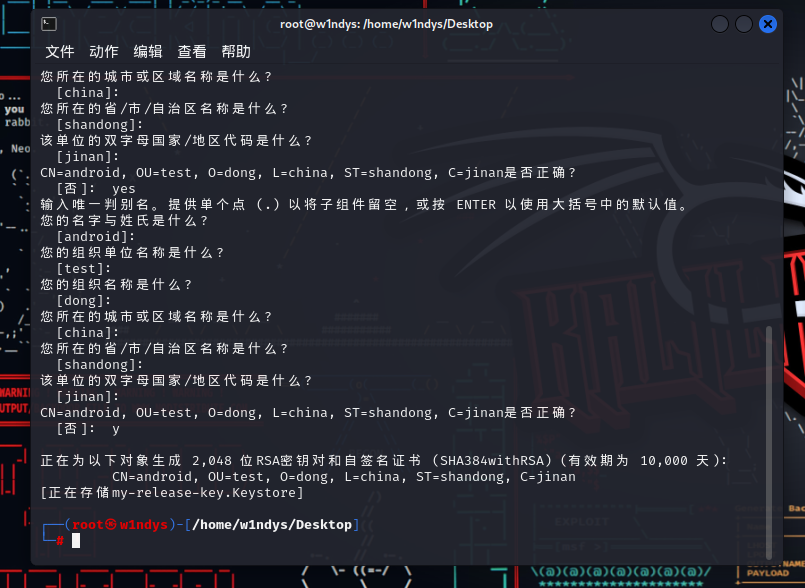 root@w1ndys: /home/w1ndys/Desktop
文件 动作 编辑 查看 帮助
您所在的城市或区域名称是什么?
[china]:
您所在的省/市/自治区名称是什么?
[shandong]:
该单位的双字母国家/地区代码是什么?
[jinan]:
CN=android, OU=test, O=dong, L=china, ST=shandong, C=jinan是否正确?
[否]: yes
输入唯一判别名。提供单个点 (.) 以将子组件留空，或按 ENTER 以使用大括号中的默认值。
您的名字与姓氏是什么?
[android]:
您的组织单位名称是什么?
[test]:
您的组织名称是什么?
[dong]:
您所在的城市或区域名称是什么?
[china]:
您所在的省/市/自治区名称是什么?
[shandong]:
该单位的双字母国家/地区代码是什么?
[jinan]:
CN=android, OU=test, O=dong, L=china, ST=shandong, C=jinan是否正确?
[否]: y
正在为以下对象生成 2,048 位RSA密钥对和自签名证书 (SHA384withRSA) (有效期为 10,000 天):
CN=android, OU=test, O=dong, L=china, ST=shandong, C=jinan
[正在存储my-release-key.Keystore]
┌──(root㉿w1ndys)-[/home/w1ndys/Desktop]
└─#
you
, Neo
EXPLOIT
PAYLOAD